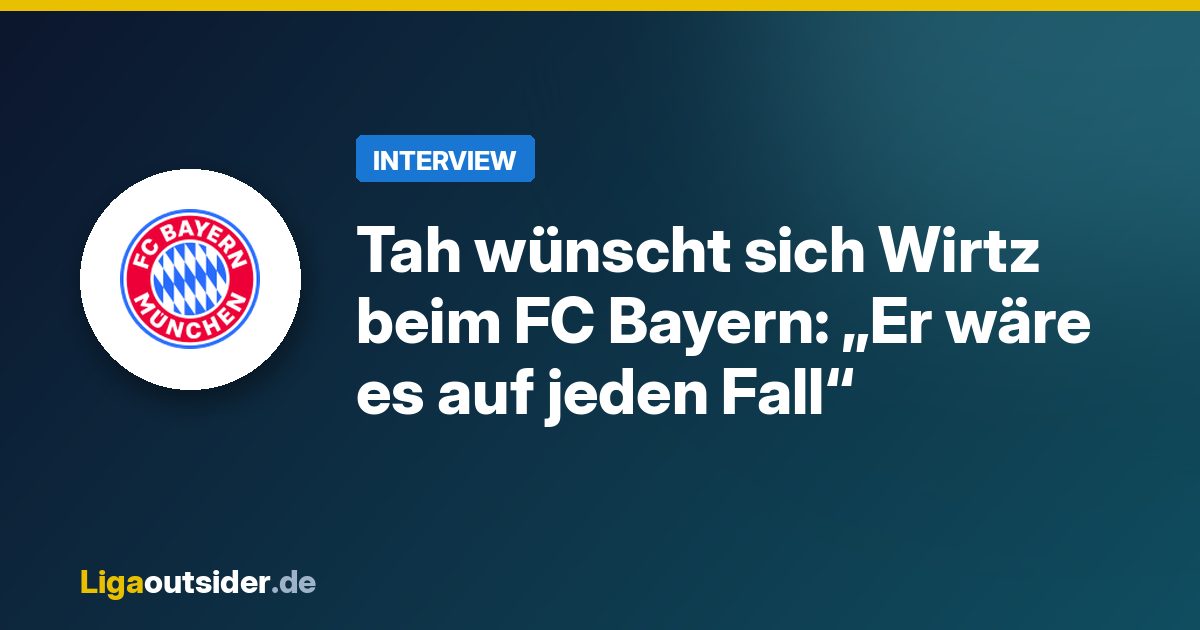 FC BAYERN
MÜNCHEN
INTERVIEW
Tah wünscht sich Wirtz
beim FC Bayern: „Er wäre
es auf jeden Fall“
Ligaoutsider.de